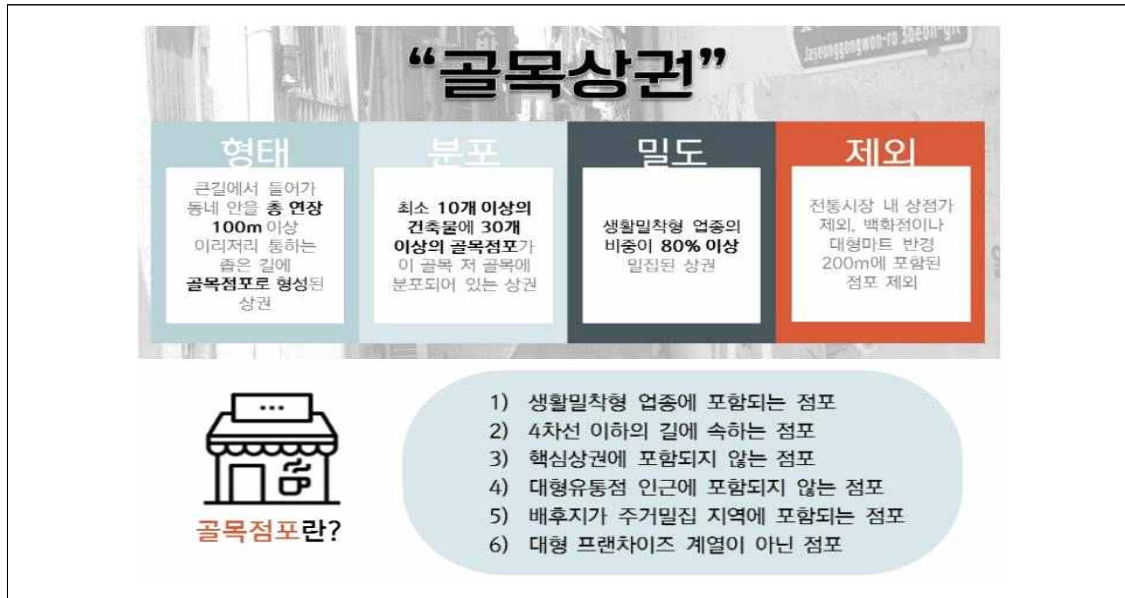 Jaseonggongwon-ro 3beon-gil
“골목상권”
형태
큰길에서 들어가
동네 안을 총 연장
100m 이상
이리저리 통하는
좁은 길에
골목점포로 형성된
상권
분포
최소 10개 이상의
건축물에 30개
이상의 골목점포가
이 골목 저 골목에
분포되어 있는 상권
밀도
생활밀착형 업종의
비중이 80% 이상
밀집된 상권
제외
전통시장 내 상점가
제외, 백화점이나
대형마트 반경
200m에 포함된
점포 제외
골목점포란?
1) 생활밀착형 업종에 포함되는 점포
2) 4차선 이하의 길에 속하는 점포
3) 핵심상권에 포함되지 않는 점포
4) 대형유통점 인근에 포함되지 않는 점포
5) 배후지가 주거밀집 지역에 포함되는 점포
6) 대형 프랜차이즈 계열이 아닌 점포